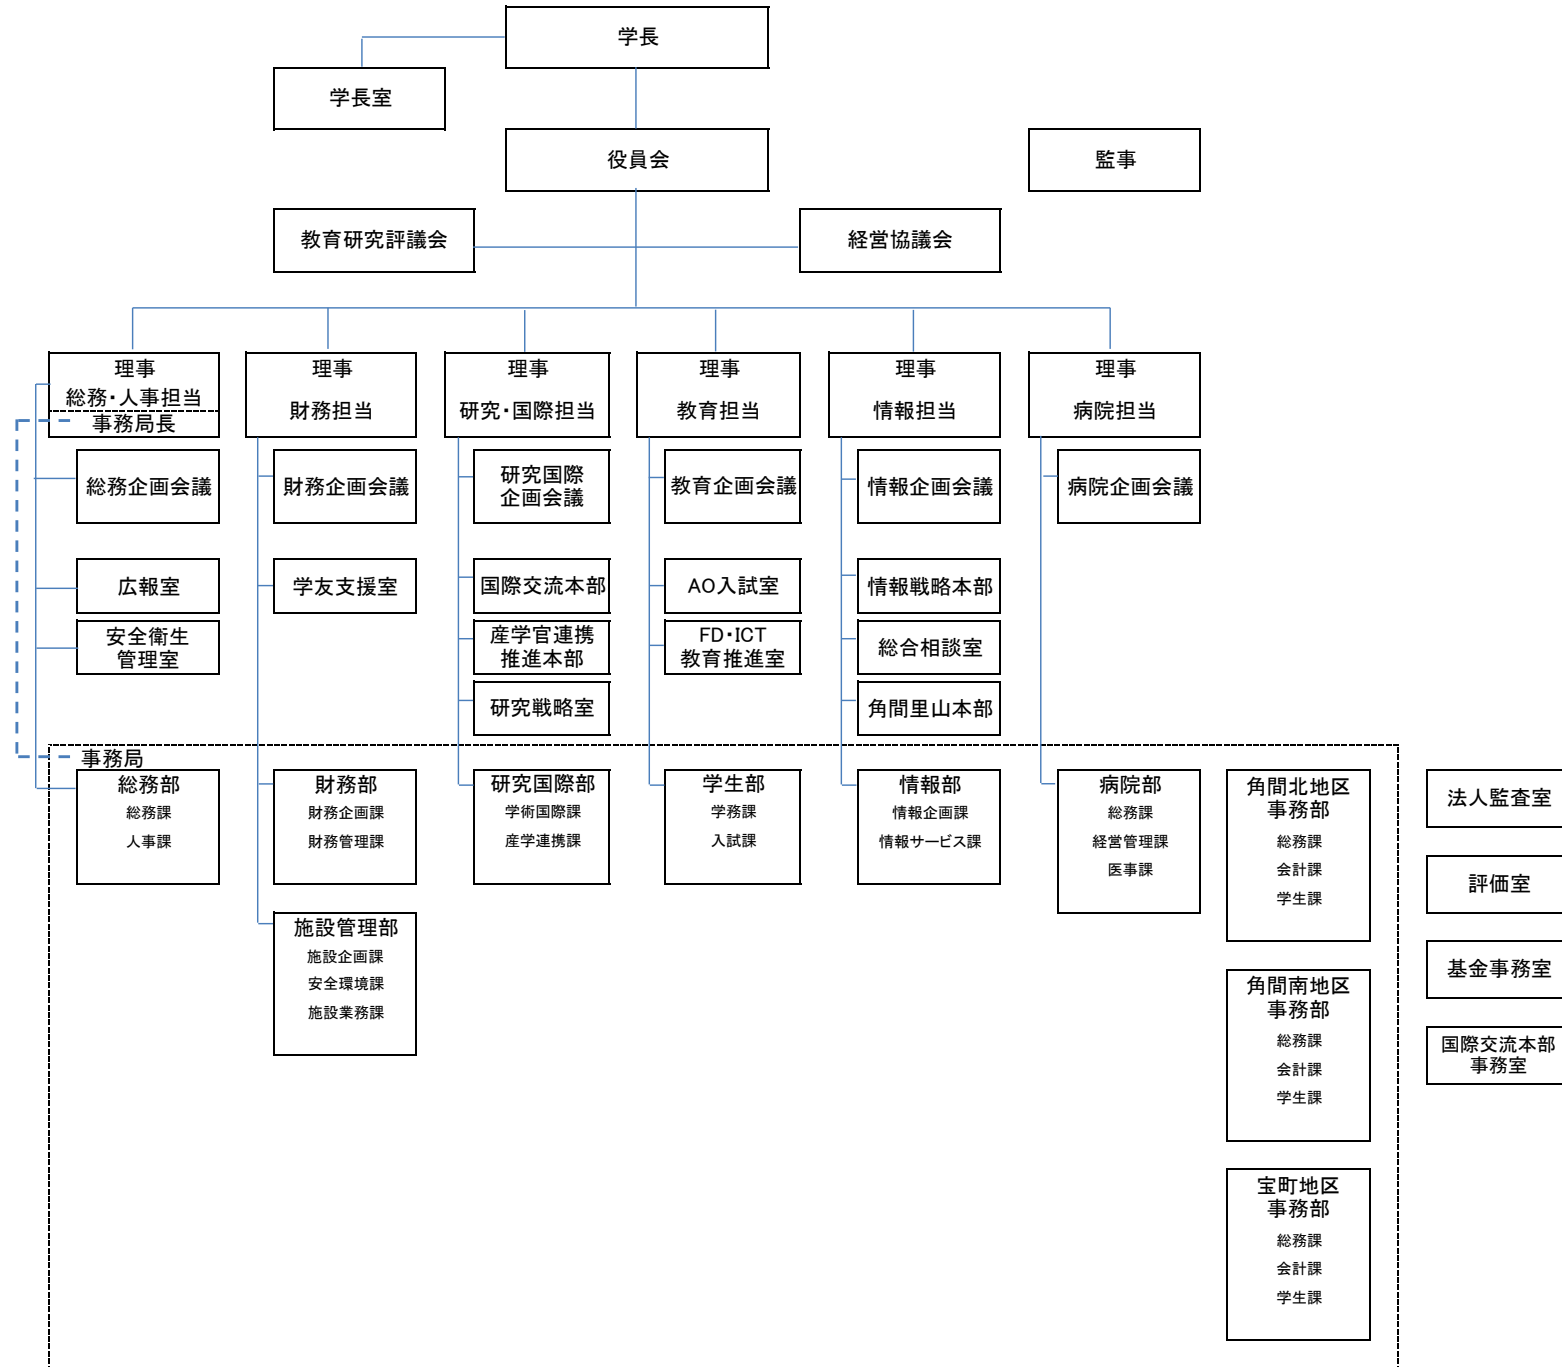 学長
学長室
役員会
監事
教育研究評議会
経営協議会
理事
総務・人事担当
事務局長
理事
財務担当
理事
研究・国際担当
理事
教育担当
理事
情報担当
理事
病院担当
総務企画会議
財務企画会議
研究国際
企画会議
教育企画会議
情報企画会議
病院企画会議
広報室
学友支援室
国際交流本部
AO入試室
情報戦略本部
安全衛生
管理室
産学官連携
推進本部
FD・ICT
教育推進室
総合相談室
研究戦略室
角間里山本部
事務局
総務部
総務課
人事課
財務部
財務企画課
財務管理課
研究国際部
学術国際課
産学連携課
学生部
学務課
入試課
情報部
情報企画課
情報サービス課
病院部
総務課
経営管理課
医事課
角間北地区
事務部
総務課
会計課
学生課
法人監査室
評価室
施設管理部
施設企画課
安全環境課
施設業務課
基金事務室
角間南地区
事務部
総務課
会計課
学生課
国際交流本部
事務室
宝町地区
事務部
総務課
会計課
学生課